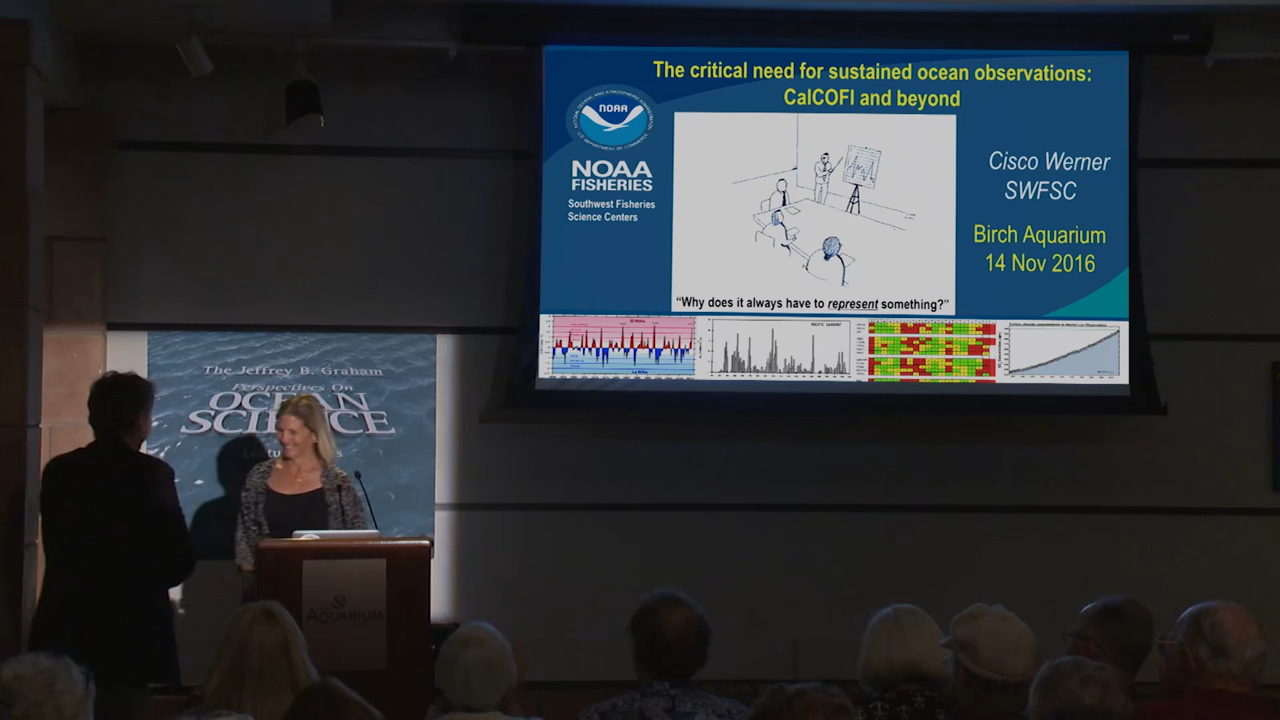 The critical need for sustained ocean observations:
CalCOFI and beyond
NOAA
NOAA
FISHERIES
Southwest Fisheries
Science Centers
Cisco Werner
SWFSC
Birch Aquarium
14 Nov 2016
"Why does it always have to represent something?"
The Jeffrey B. Graham
Perspectives On
OCEAN
SCIENCE